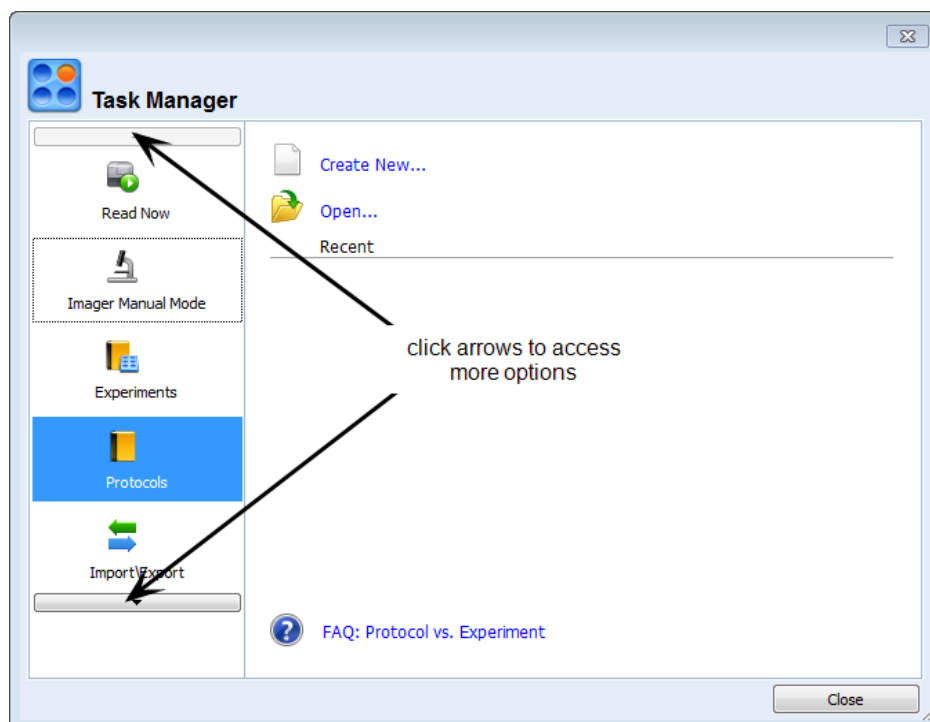 Task Manager
Read Now
Imager Manual Mode
Experiments
Protocols
Import\Export
Create New...
Open...
Recent
click arrows to access
more options
FAQ: Protocol vs. Experiment
Close